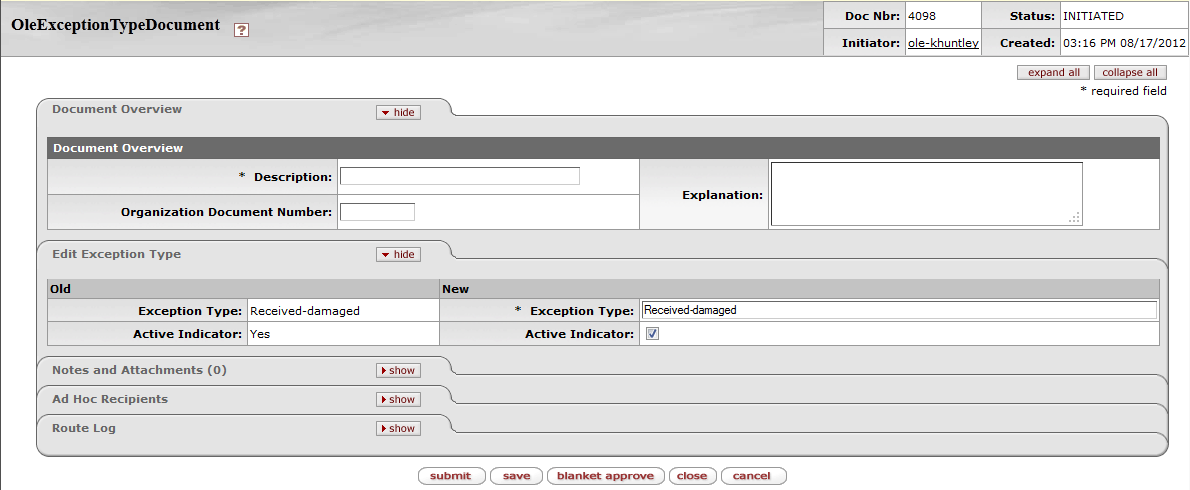 OleExceptionTypeDocument ?
Doc Nbr: 4098 Status: INITIATED
Initiator: ole-khuntley Created: 03:16 PM 08/17/2012
expand all collapse all
* required field
Document Overview hide
Document Overview
* Description: Explanation:
Organization Document Number:
Edit Exception Type hide
Old New
Exception Type: Received-damaged * Exception Type: Received-damaged
Active Indicator: Yes Active Indicator:
Notes and Attachments (0) show
Ad Hoc Recipients show
Route Log show
submit save blanket approve close cancel